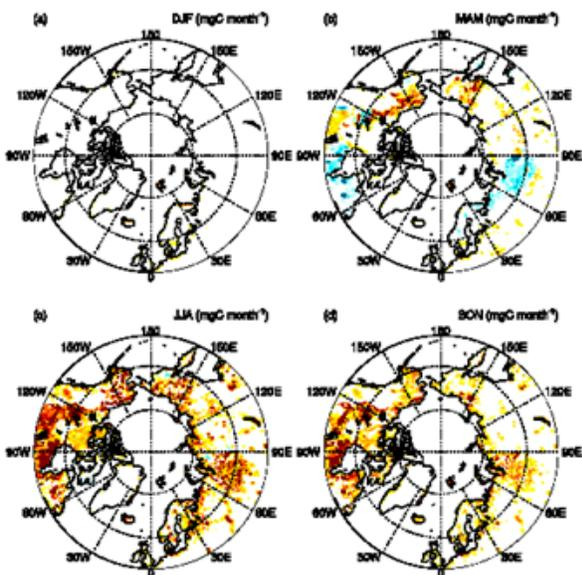 (a) DJF (mgC month⁻¹)
180
150W 150E
120W 120E
90W 90E
60W 60E
30W 30E
0
(b) MAM (mgC month⁻¹)
180
150W 150E
120W 120E
90W 90E
60W 60E
30W 30E
0
(c) JJA (mgC month⁻¹)
180
150W 150E
120W 120E
90W 90E
60W 60E
30W 30E
0
(d) SON (mgC month⁻¹)
180
150W 150E
120W 120E
90W 90E
60W 60E
30W 30E
0